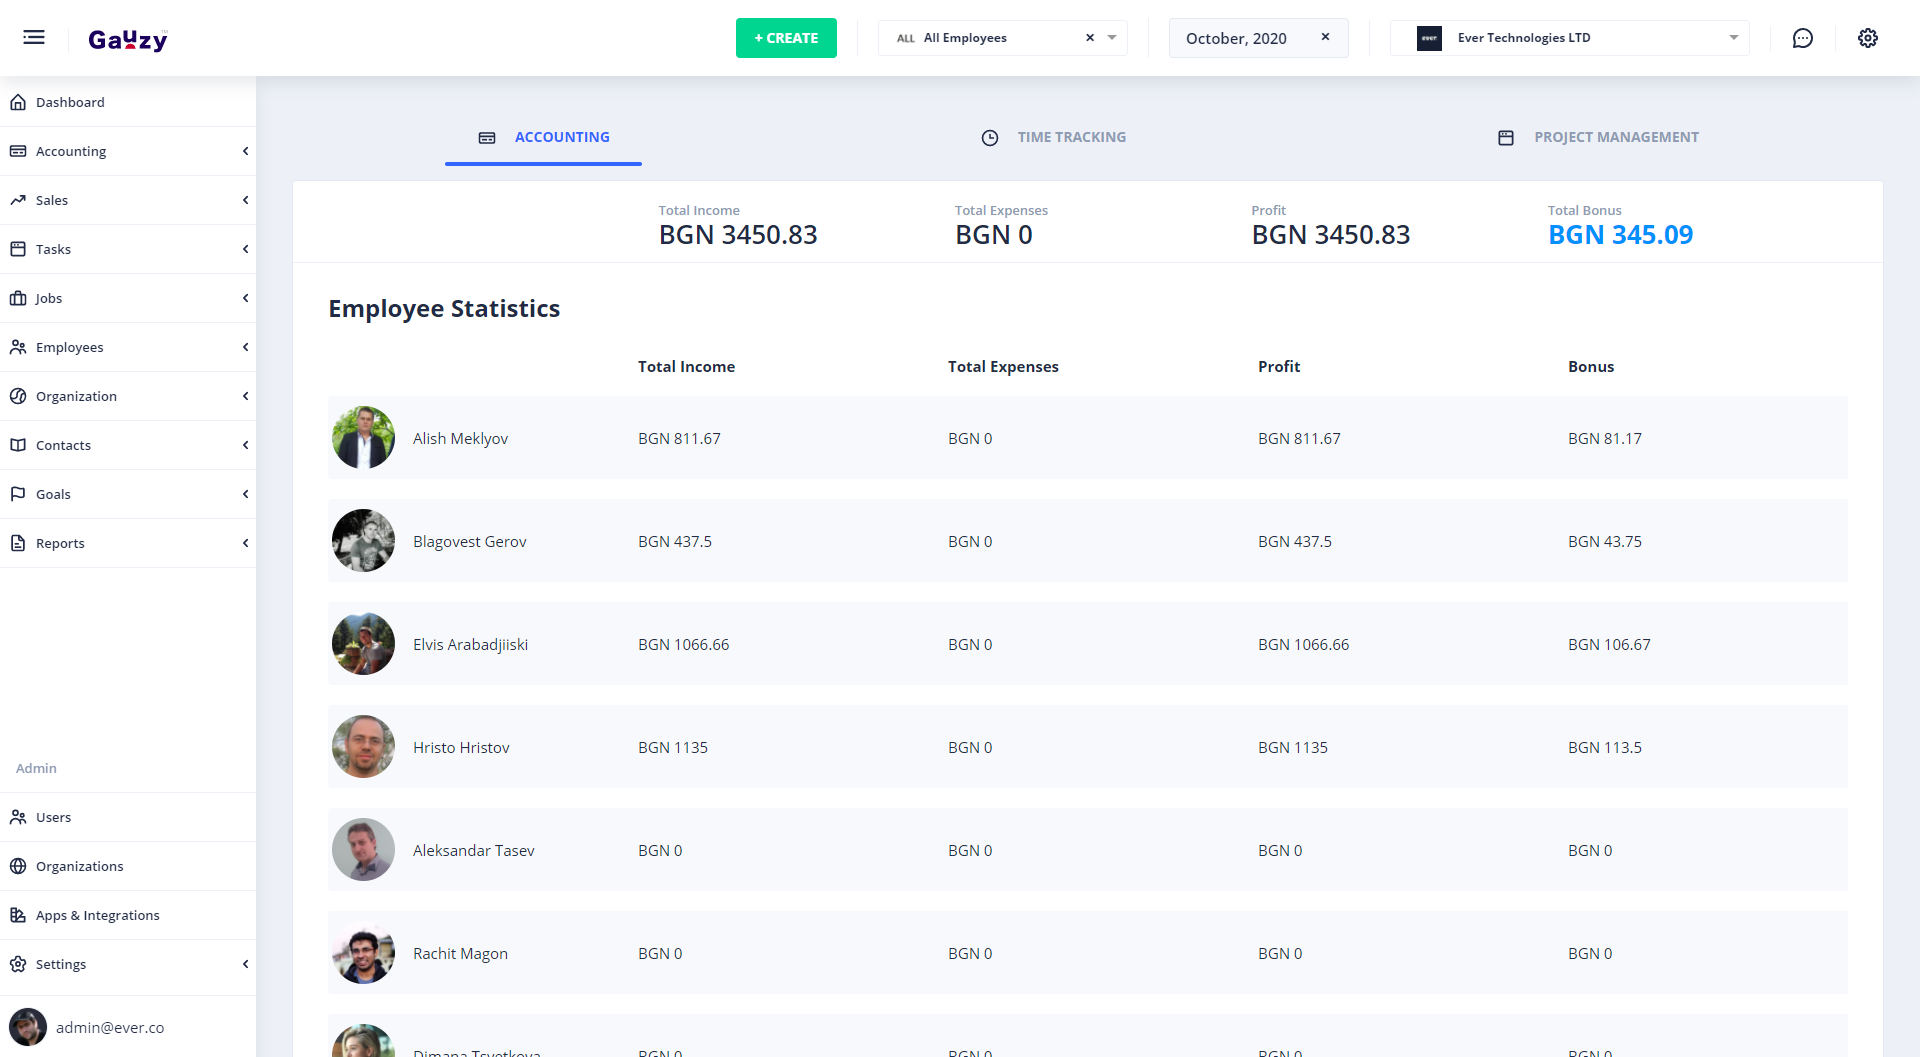 Gauzy
+ CREATE
ALL All Employees
October, 2020
ever.
Ever Technologies LTD
Dashboard
Accounting
Sales
Tasks
Jobs
Employees
Organization
Contacts
Goals
Reports
Admin
Users
Organizations
Apps & Integrations
Settings
admin@ever.co
ACCOUNTING
TIME TRACKING
PROJECT MANAGEMENT
Total Income
BGN 3450.83
Total Expenses
BGN 0
Profit
BGN 3450.83
Total Bonus
BGN 345.09
Employee Statistics
Total Income Total Expenses Profit Bonus
Alish Meklyov BGN 811.67 BGN 0 BGN 811.67 BGN 81.17
Blagovest Gerov BGN 437.5 BGN 0 BGN 437.5 BGN 43.75
Elvis Arabadjiiski BGN 1066.66 BGN 0 BGN 1066.66 BGN 106.67
Hristo Hristov BGN 1135 BGN 0 BGN 1135 BGN 113.5
Aleksandar Tasev BGN 0 BGN 0 BGN 0 BGN 0
Rachit Magon BGN 0 BGN 0 BGN 0 BGN 0
Dimana Tsvetkova BGN 0 BGN 0 BGN 0 BGN 0